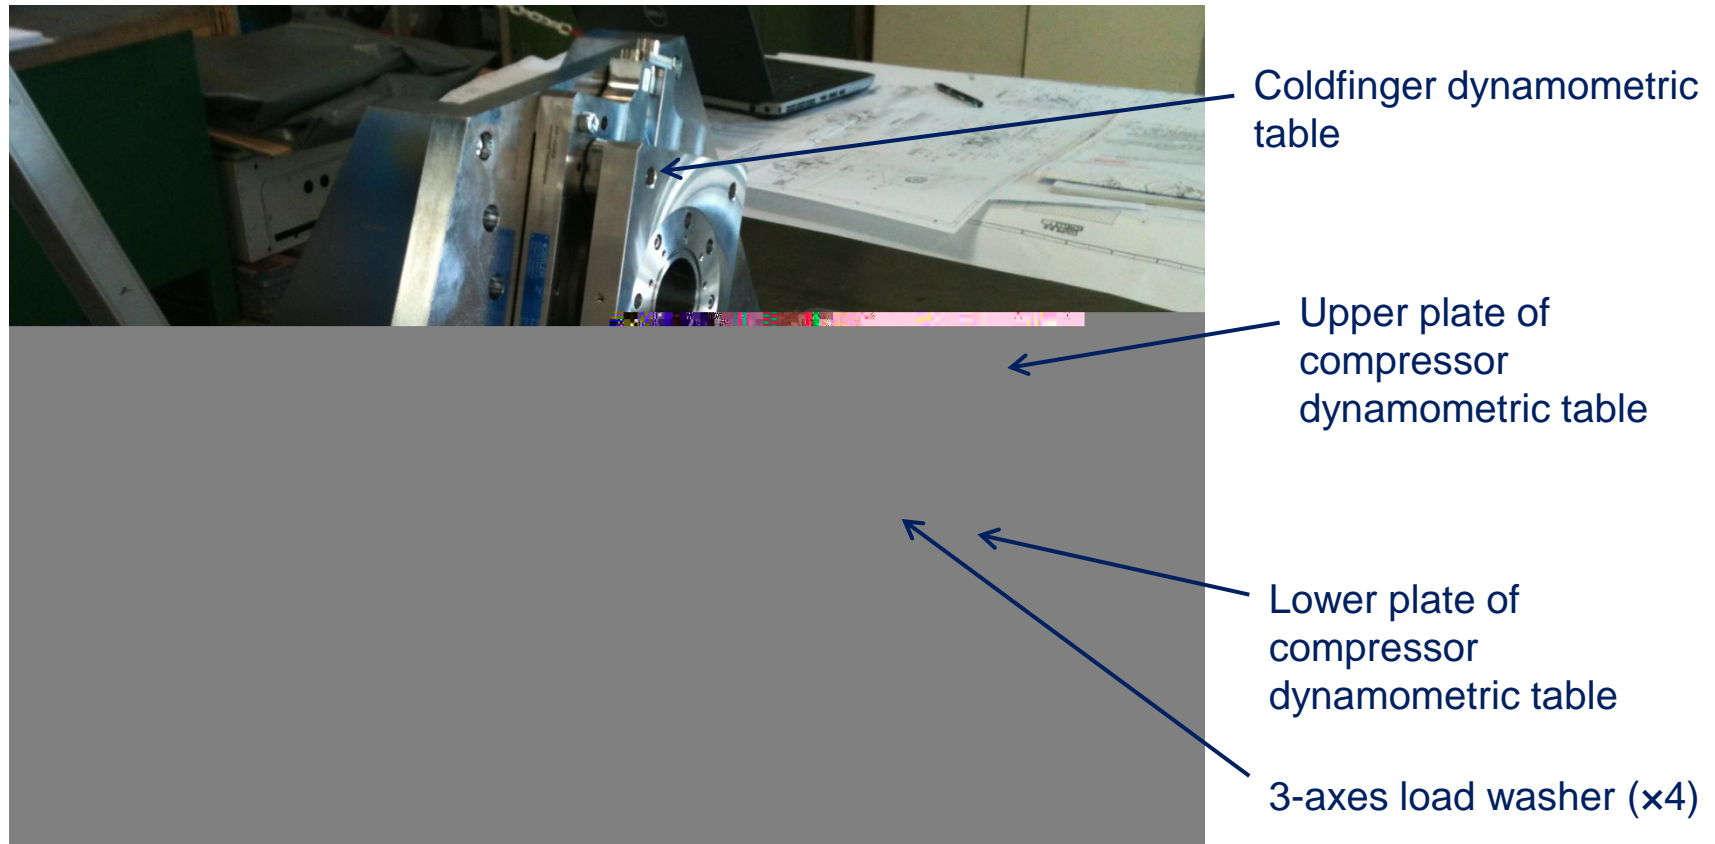 Coldfinger dynamometric
table
Upper plate of
compressor
dynamometric table
Lower plate of
compressor
dynamometric table
3-axes load washer (×4)